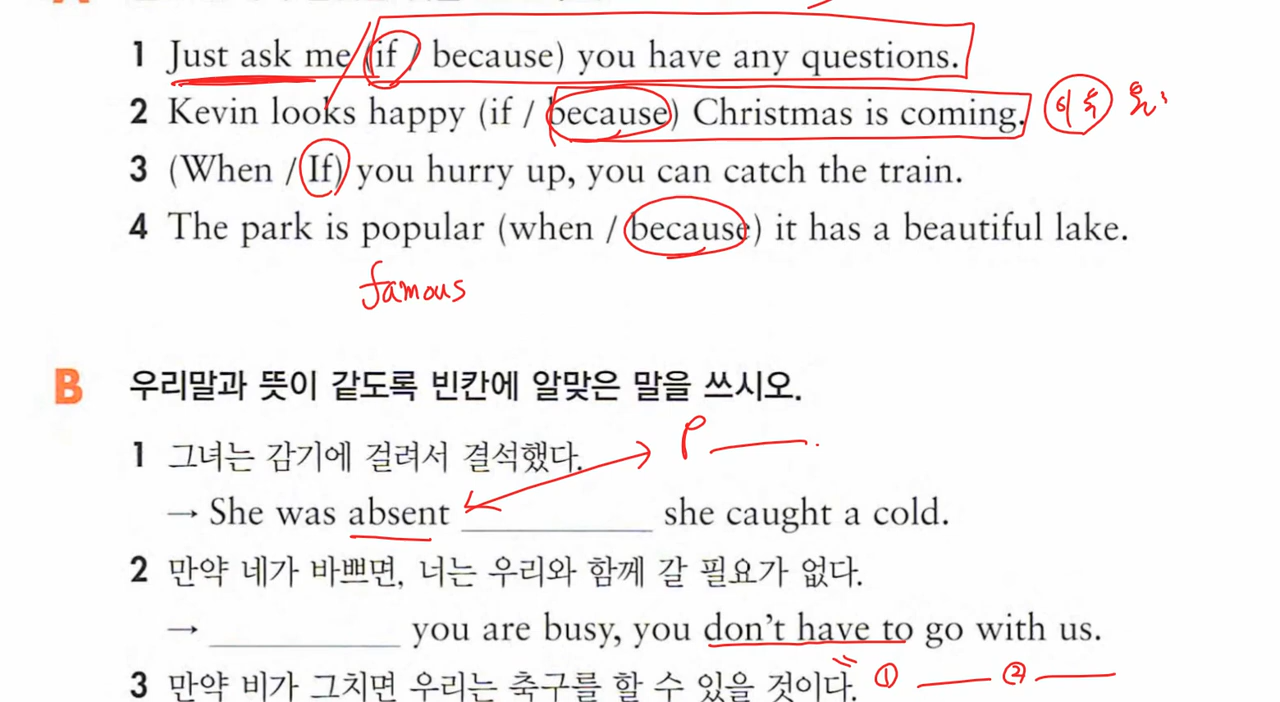 1 Just ask me (if / because) you have any questions.
2 Kevin looks happy (if / because) Christmas is coming.
3 (When / If) you hurry up, you can catch the train.
4 The park is popular (when / because) it has a beautiful lake.
famous
B 우리말과 뜻이 같도록 빈칸에 알맞은 말을 쓰시오.
1 그녀는 감기에 걸려서 결석했다.
P
→ She was absent __________ she caught a cold.
2 만약 네가 바쁘면, 너는 우리와 함께 갈 필요가 없다.
→ __________ you are busy, you don't have to go with us.
3 만약 비가 그치면 우리는 축구를 할 수 있을 것이다. ① ②